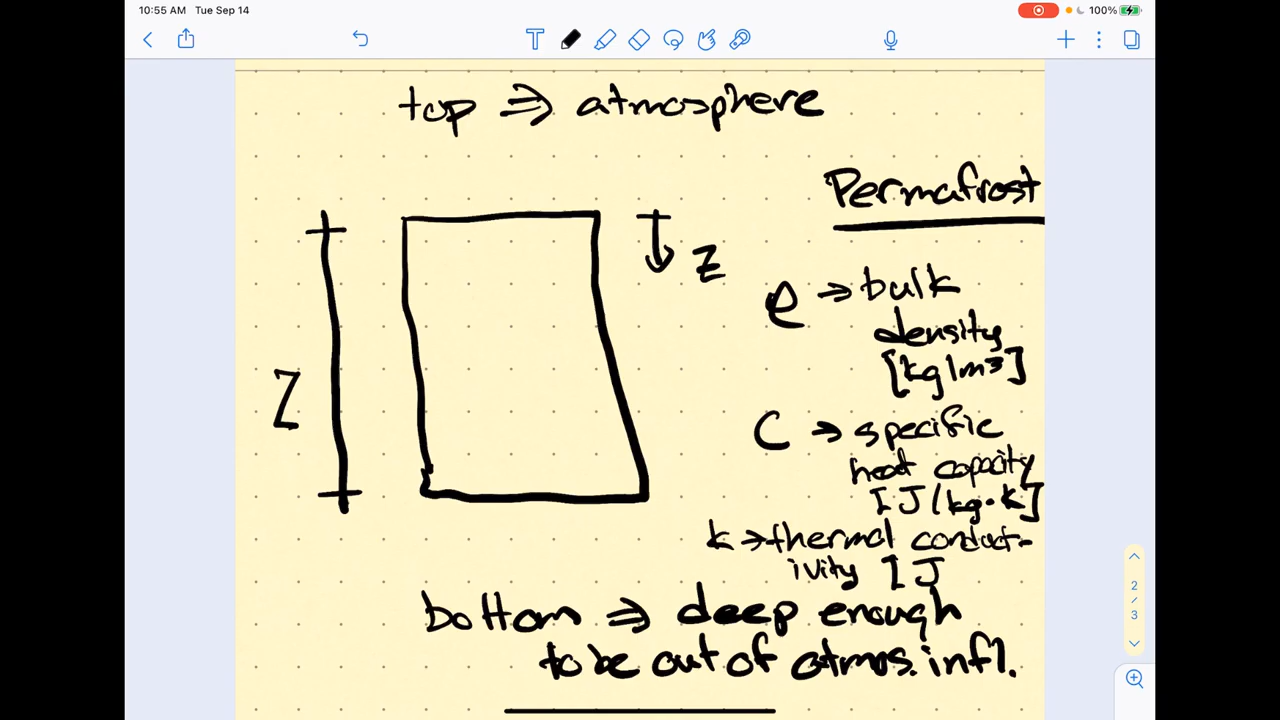 10:55 AM Tue Sep 14
100%
top ⇒ atmosphere
Permafrost
z
ρ → bulk
density
[kg/m³]
Z
c → specific
heat capacity
[J/kg·K]
k → thermal conduct-
ivity [J
bottom ⇒ deep enough
to be out of atmos. infl.
2
/
3